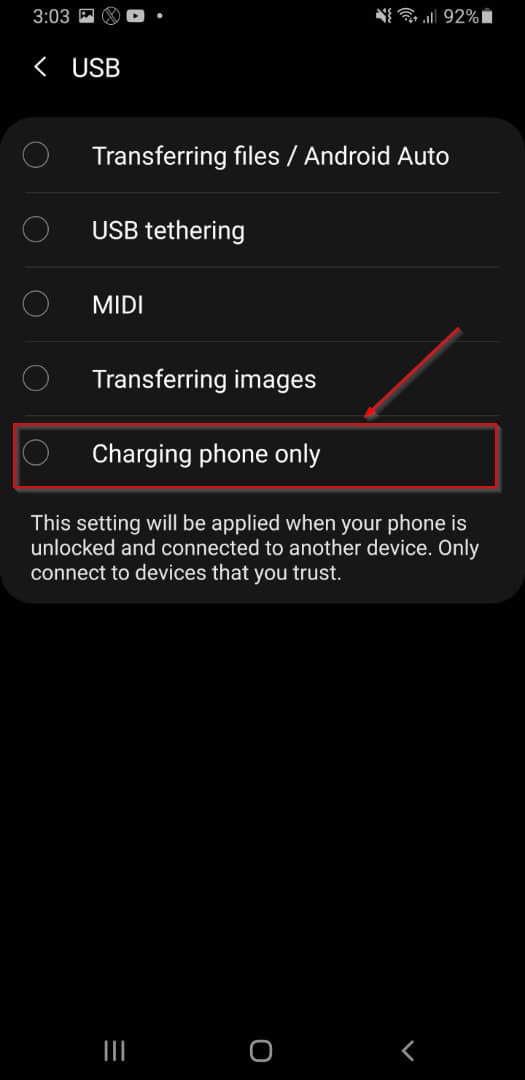 3:03 92%
USB
Transferring files / Android Auto
USB tethering
MIDI
Transferring images
Charging phone only
This setting will be applied when your phone is
unlocked and connected to another device. Only
connect to devices that you trust.